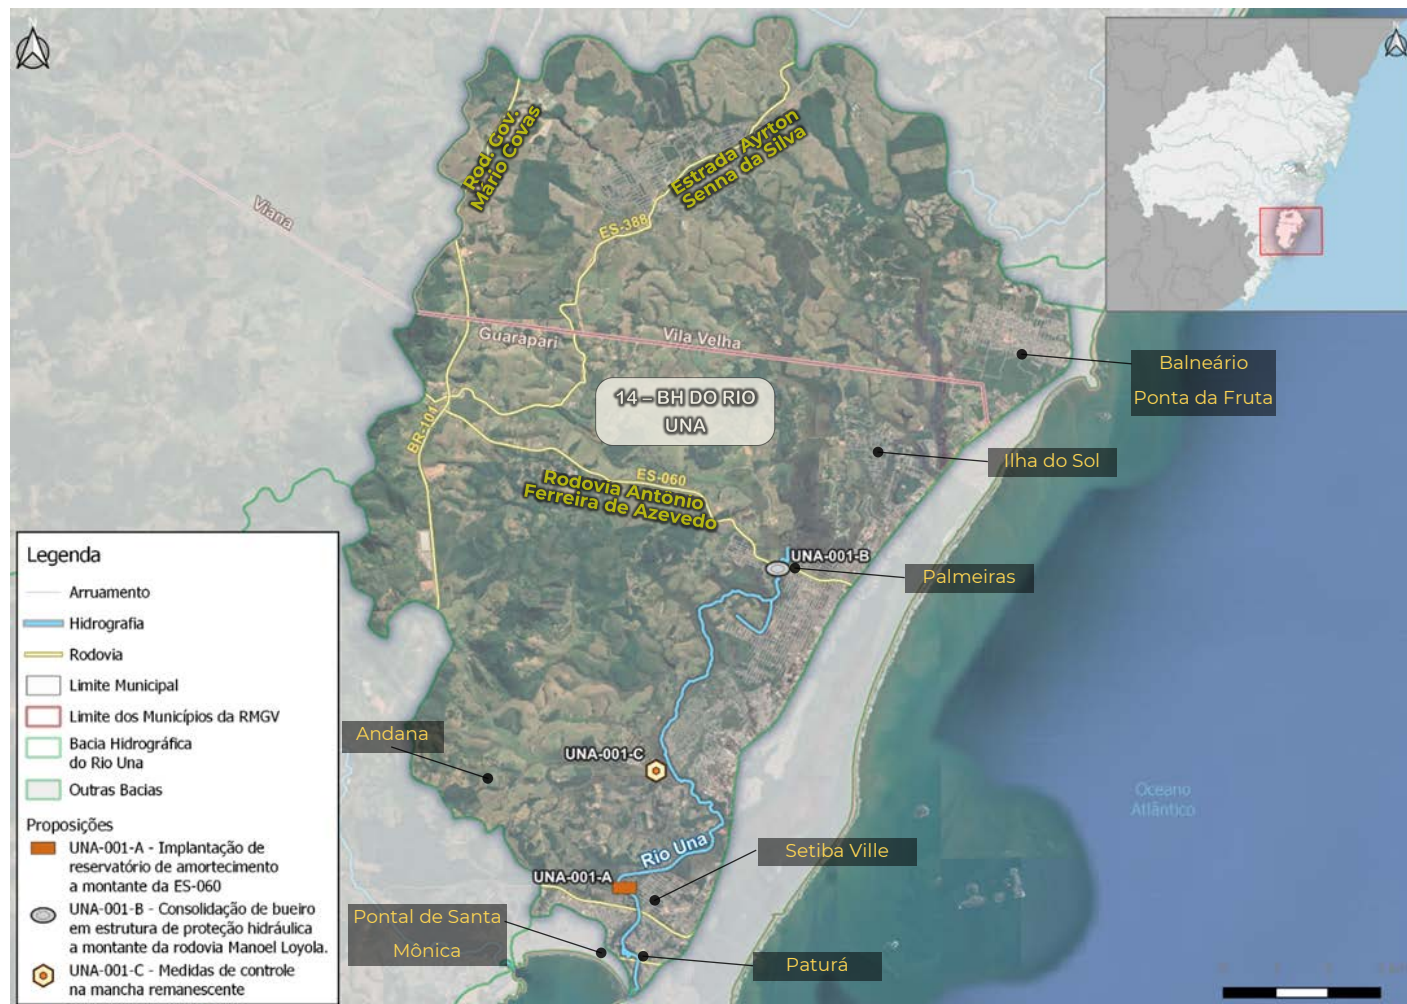 N
N
Rod. Gov.
Mário Covas
Estrada Ayrton
Senna da Silva
Viana
ES-388
Guarapari
Vila Velha
14 – BH DO RIO
UNA
Balneário
Ponta da Fruta
BR-101
Ilha do Sol
ES-060
Rodovia Antônio
Ferreira de Azevedo
UNA-001-B
Palmeiras
Legenda
Arruamento
Hidrografia
Rodovia
Limite Municipal
Limite dos Municípios da RMGV
Bacia Hidrográfica
do Rio Una
Outras Bacias
Proposições
UNA-001-A - Implantação de
reservatório de amortecimento
a montante da ES-060
UNA-001-B - Consolidação de bueiro
em estrutura de proteção hidráulica
a montante da rodovia Manoel Loyola.
UNA-001-C - Medidas de controle
na mancha remanescente
Andana
UNA-001-C
Oceano
Atlântico
Rio Una
Setiba Ville
UNA-001-A
Pontal de Santa
Mônica
Paturá